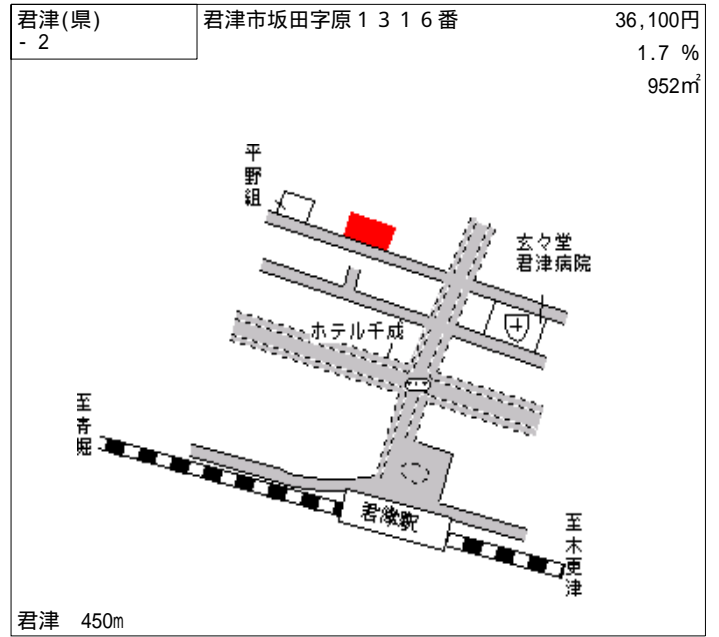 君津(県)
- 2
君津市坂田字原１３１６番
36,100円
1.7 %
952㎡
平野組
玄々堂
君津病院
ホテル千成
至青堀
君津駅
至木更津
君津 450m